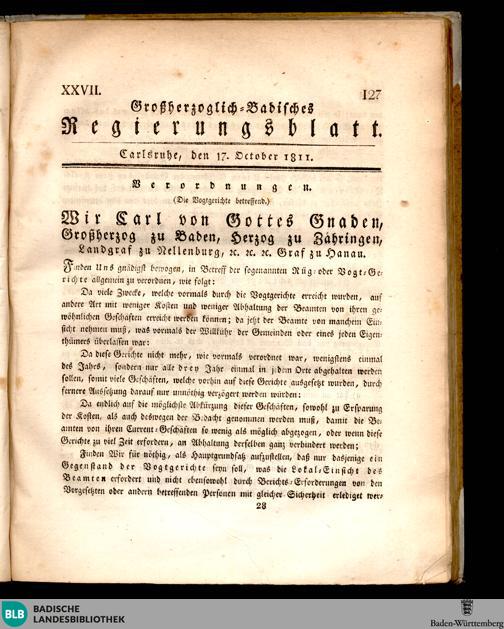 XXVII.
127
Großherzoglich-Badisches
Regierungsblatt.
Carlsruhe, den 17. October 1811.
Verordnungen.
(Die Vogtgerichte betreffend.)
Wir Carl von Gottes Gnaden,
Großherzog zu Baden, Herzog zu Zähringen,
Landgraf zu Nellenburg, ꝛc. ꝛc. ꝛc. Graf zu Hanau.
Finden Uns gnädigst bewogen, in Betreff der sogenannten Rüg- oder Vogt-Ge-
richte allgemein zu verordnen, wie folgt:
Da viele Zwecke, welche vormals durch die Vogtgerichte erreicht wurden, auf
andere Art mit weniger Kosten und weniger Abhaltung der Beamten von ihren ge-
wöhnlichen Geschäften erreicht werden können; da jetzt der Beamte von manchem Ein-
sicht nehmen muß, was vormals der Willkühr der Gemeinden oder eines jeden Eigen-
thümers überlassen war:
Da diese Gerichte nicht mehr, wie vormals verordnet war, wenigstens einmal
des Jahrs, sondern nur alle drey Jahr einmal in jedem Orte abgehalten werden
sollen, somit viele Geschäften, welche vorhin auf diese Gerichte ausgesetzt wurden, durch
fernere Aussetzung darauf nur unnöthig verzögert werden würden:
Da endlich auf die möglichste Abkürzung dieser Geschäften, sowohl zu Ersparung
der Kosten, als auch deswegen der Bedacht genommen werden muß, damit die Be-
amten von ihren Current-Geschäften so wenig als möglich abgezogen, oder wenn diese
Gerichte zu viel Zeit erfordern, an Abhaltung derselben ganz verhindert werden;
Finden Wir für nöthig, als Hauptgrundsatz aufzustellen, daß nur dasjenige ein
Gegenstand der Vogtgerichte seyn soll, was die Lokal-Einsicht des
Beamten erfordert und nicht ebensowohl durch Berichts-Erforderungen von den
Vorgesetzten oder andern betreffenden Personen mit gleicher Sicherheit erlediget wer-
28
BLB BADISCHE
LANDESBIBLIOTHEK
Baden-Württemberg